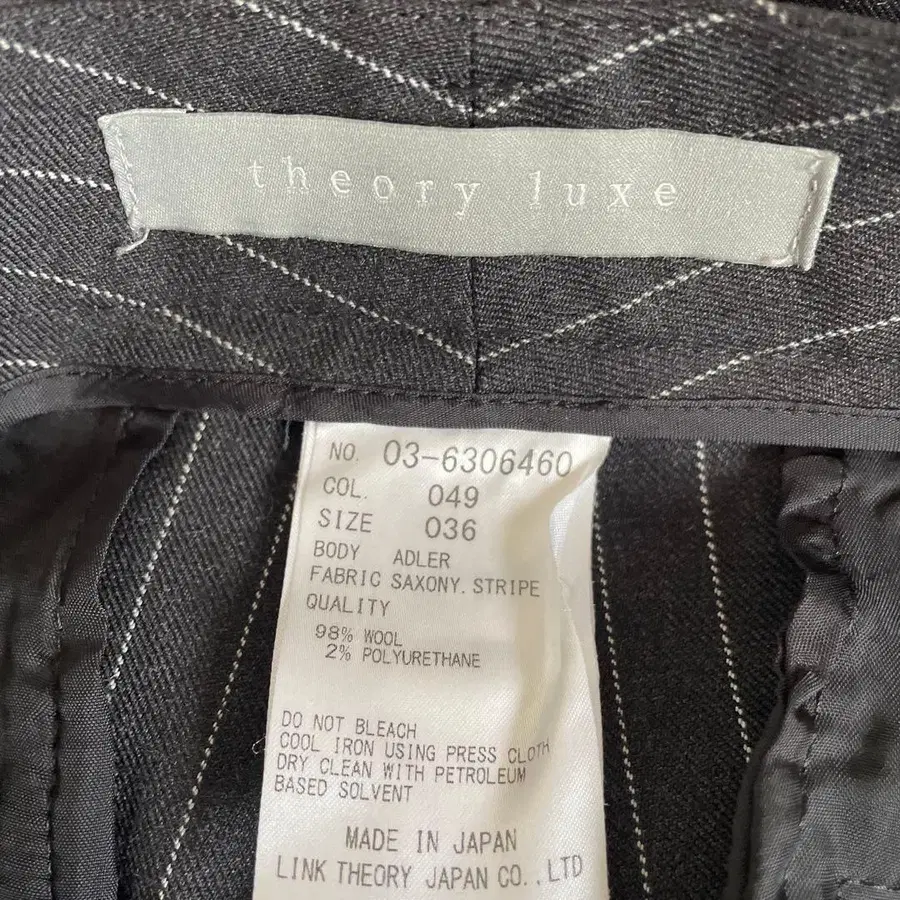 theory luxe
NO. 03-6306460
COL. 049
SIZE 036
BODY ADLER
FABRIC SAXONY. STRIPE
QUALITY
98% WOOL
2% POLYURETHANE
DO NOT BLEACH
COOL IRON USING PRESS CLOTH
DRY CLEAN WITH PETROLEUM
BASED SOLVENT
MADE IN JAPAN
LINK THEORY JAPAN CO., LTD